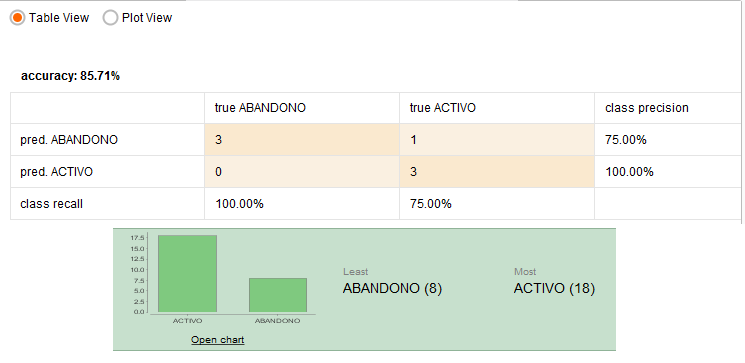 Table View Plot View
accuracy: 85.71%
true ABANDONO true ACTIVO class precision
pred. ABANDONO 3 1 75.00%
pred. ACTIVO 0 3 100.00%
class recall 100.00% 75.00%
17.5
15.0
12.5
10.0
7.5
5.0
2.5
0.0
ACTIVO ABANDONO
Open chart
Least
ABANDONO (8)
Most
ACTIVO (18)